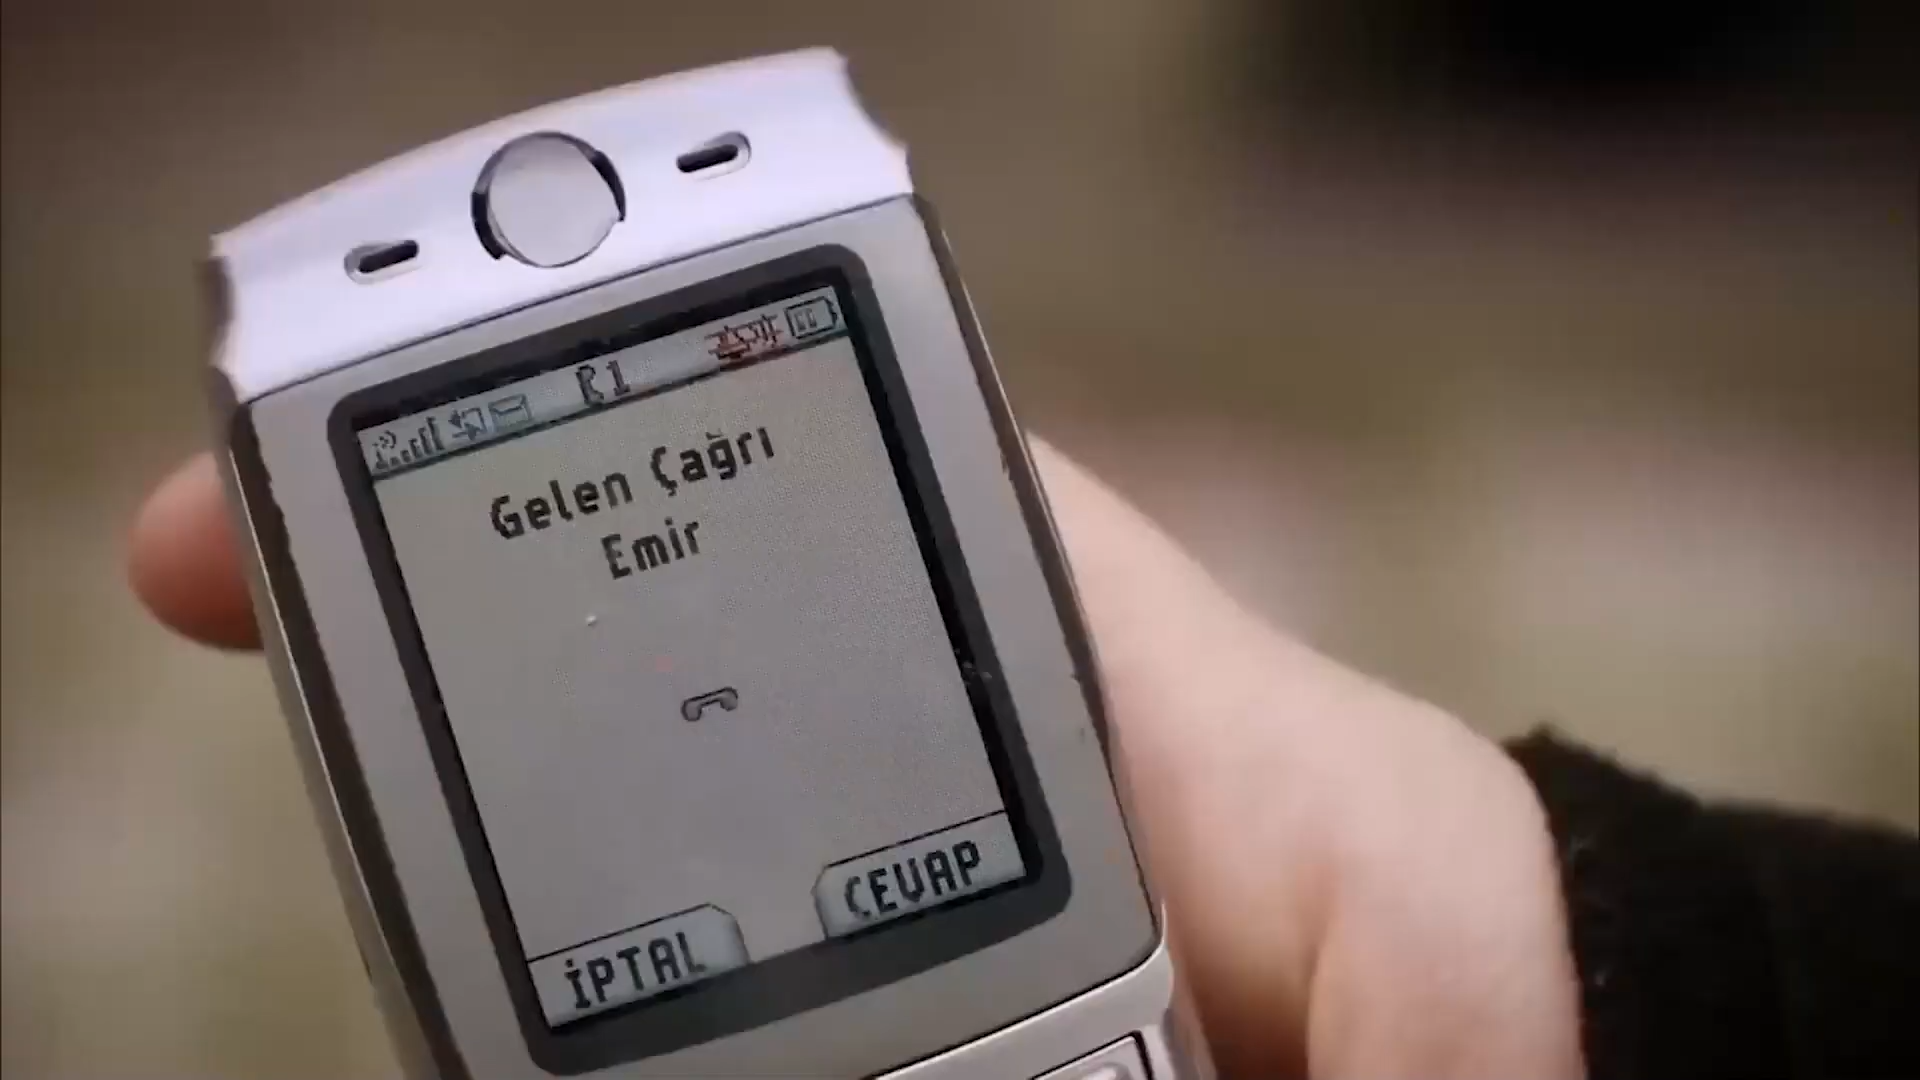 R1
Gelen Çağrı
Emir
İPTAL
CEVAP